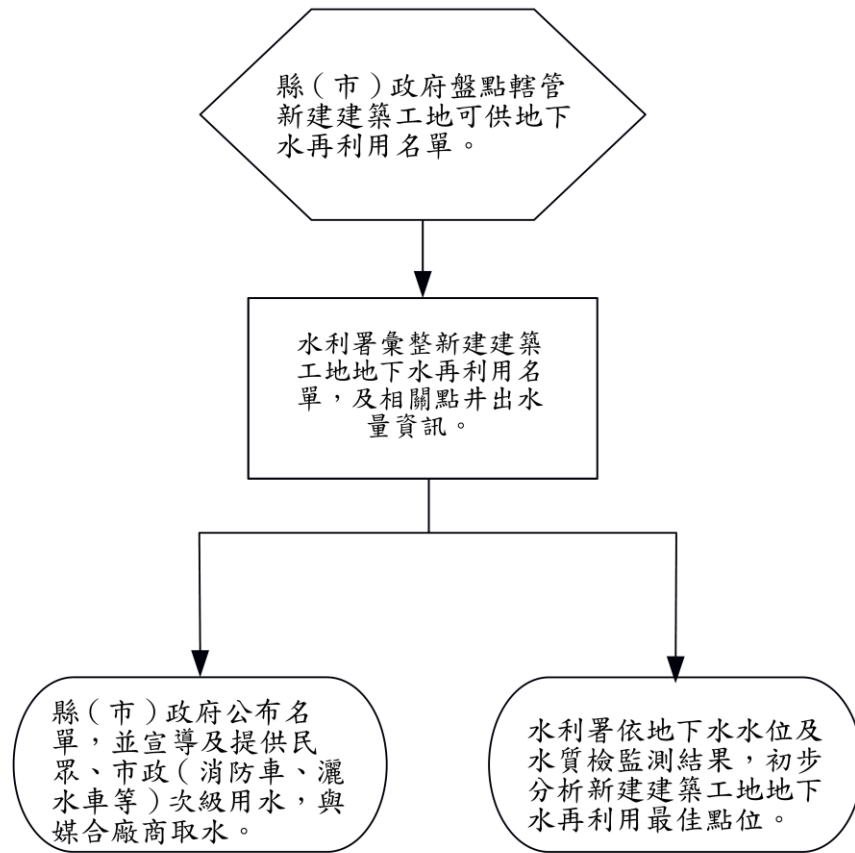 縣（市）政府盤點轄管
新建建築工地可供地下
水再利用名單。
水利署彙整新建建築
工地地下水再利用名
單，及相關點井出水
量資訊。
縣（市）政府公布名
單，並宣導及提供民
眾、市政（消防車、灑
水車等）次級用水，與
媒合廠商取水。
水利署依地下水水位及
水質檢監測結果，初步
分析新建建築工地地下
水再利用最佳點位。